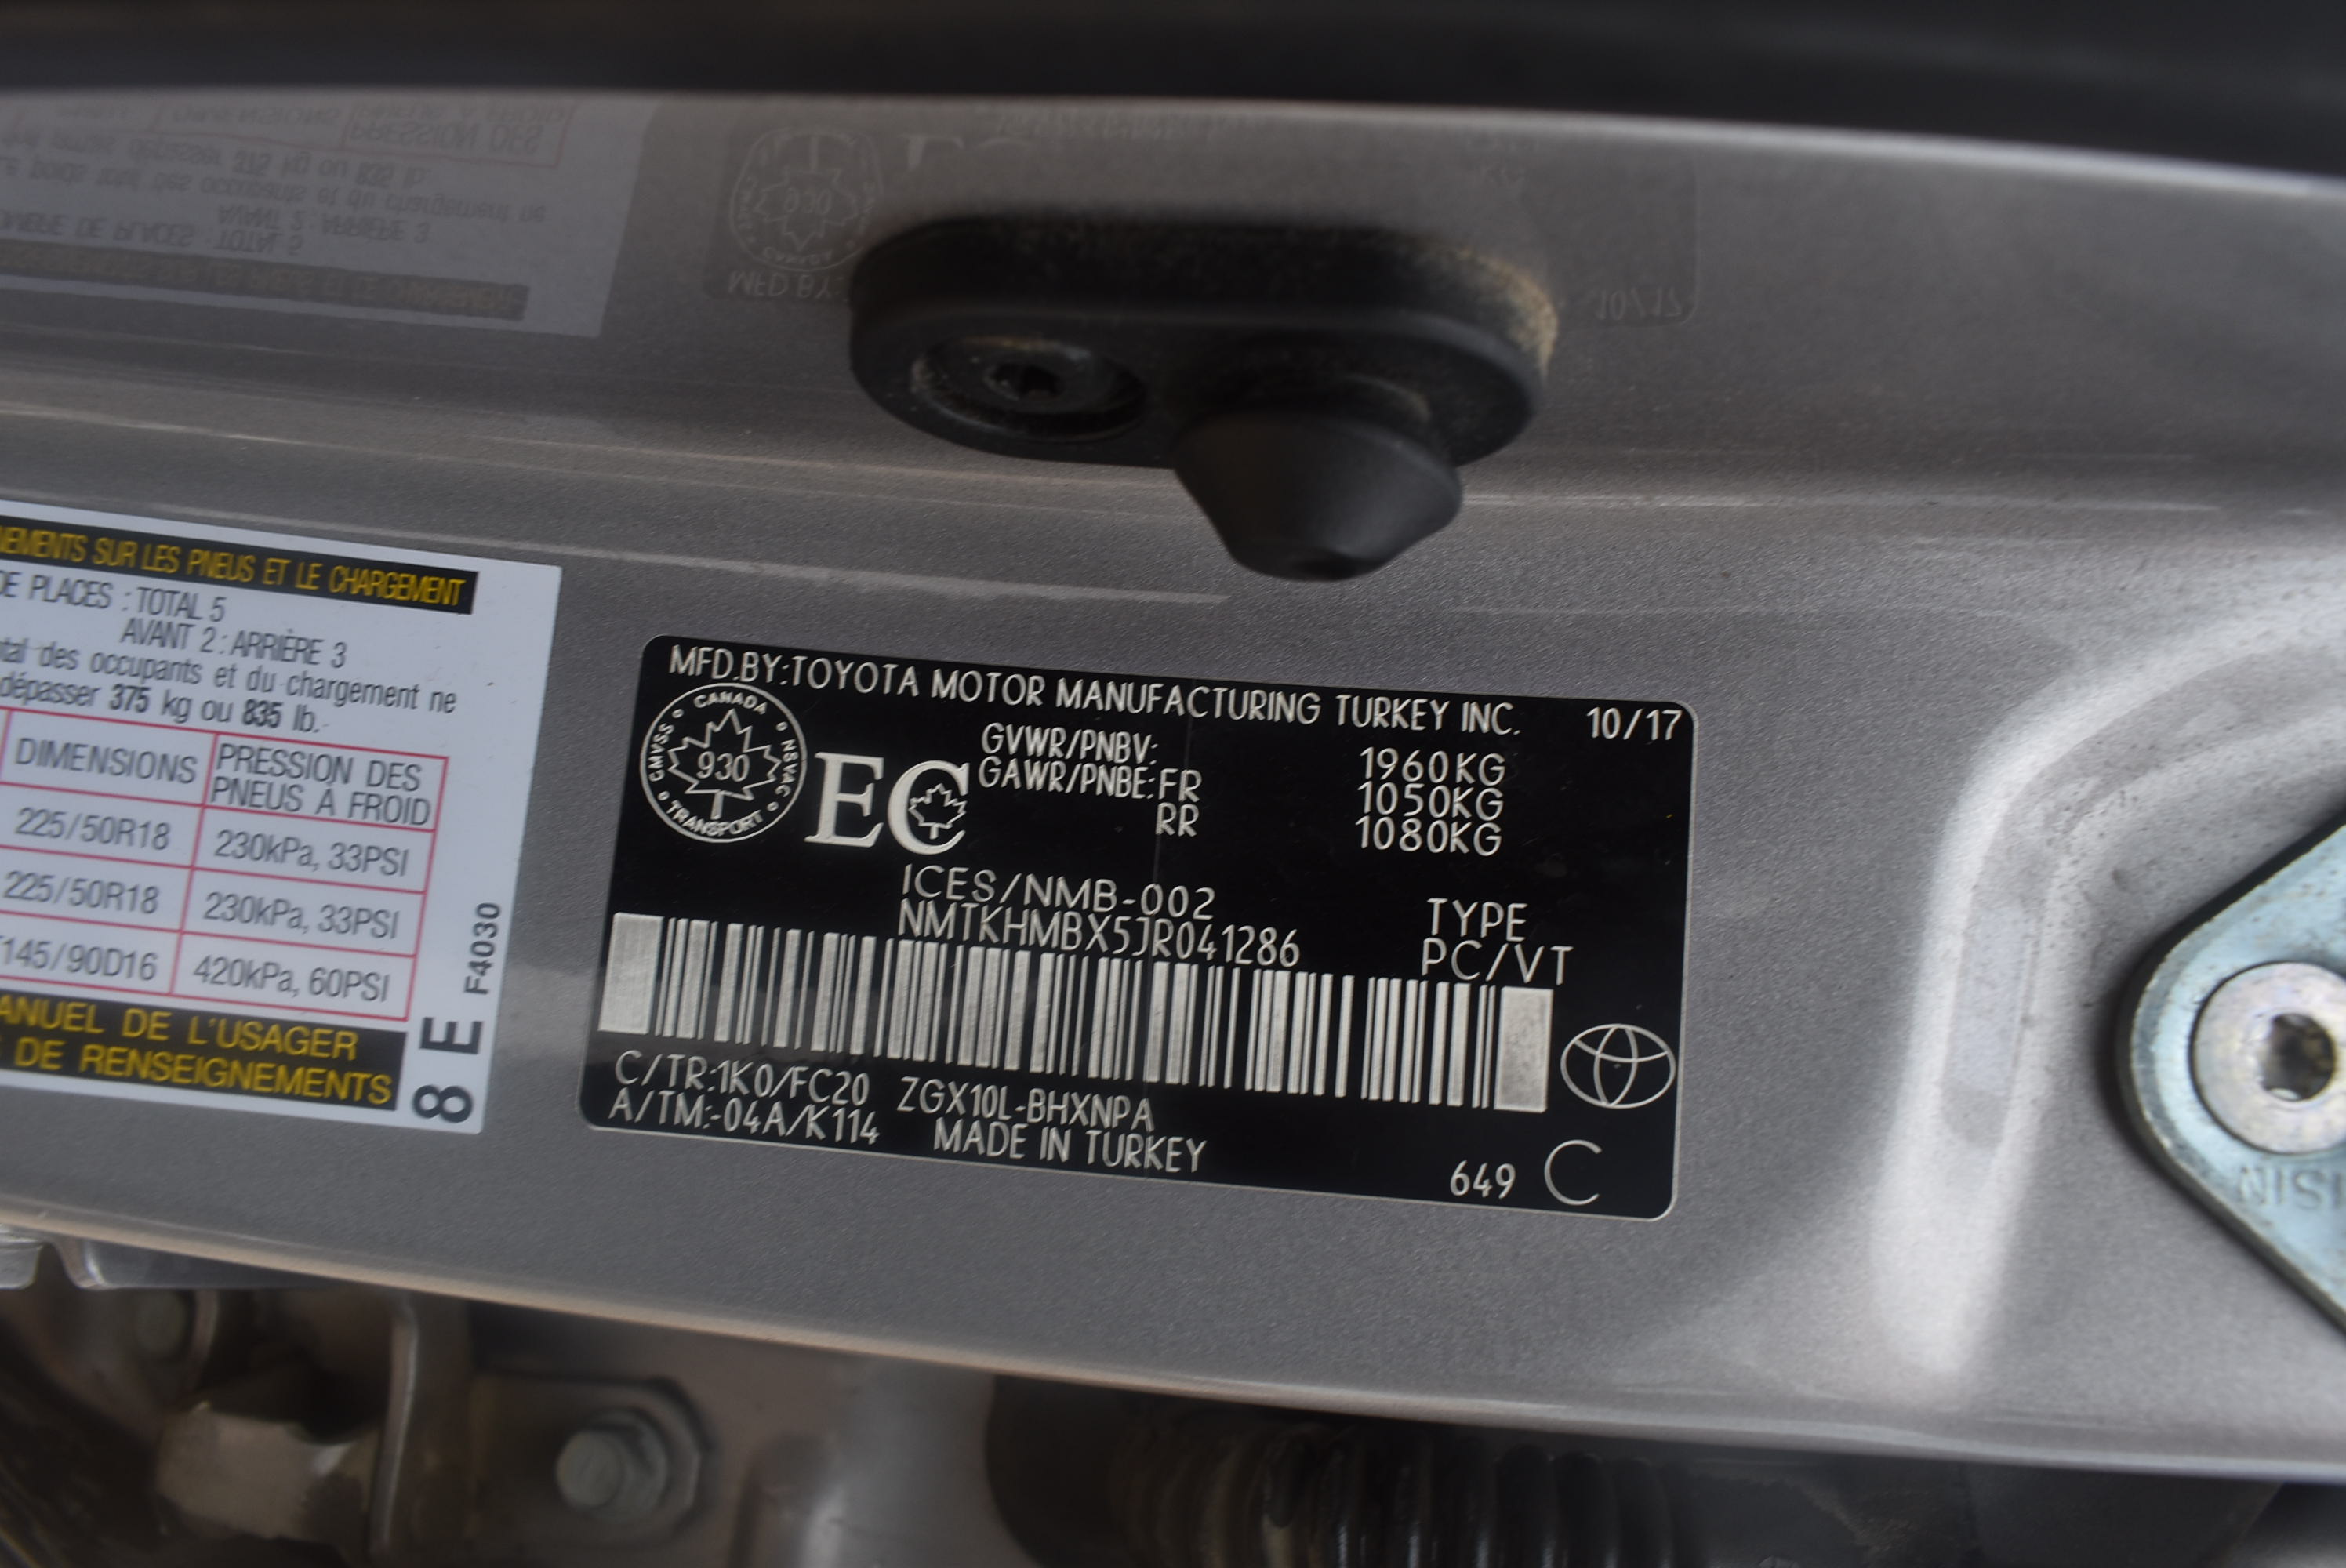 NEMENTS SUR LES PNEUS ET LE CHARGEMENT
DE PLACES : TOTAL 5
AVANT 2 : ARRIÈRE 3
tal des occupants et du chargement ne
dépasser 375 kg ou 835 lb.
DIMENSIONS PRESSION DES PNEUS À FROID
225/50R18 230kPa, 33PSI
225/50R18 230kPa, 33PSI
T145/90D16 420kPa, 60PSI
ANUEL DE L'USAGER
DE RENSEIGNEMENTS
8E F4030
MFD.BY:TOYOTA MOTOR MANUFACTURING TURKEY INC. 10/17
CANADA NSVAC TRANSPORT CMVSS
930
EC
GVWR/PNBV: 1960KG
GAWR/PNBE:FR 1050KG
RR 1080KG
ICES/NMB-002
NMTKHMBX5JR041286
TYPE
PC/VT
C/TR:1K0/FC20 ZGX10L-BHXNPA
A/TM:-04A/K114 MADE IN TURKEY
649 C